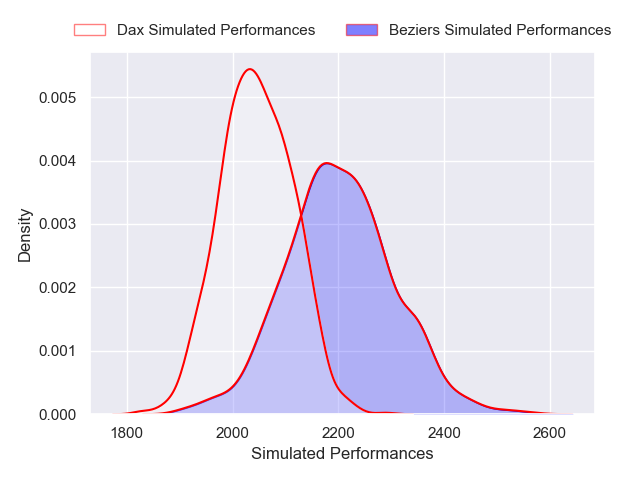 Dax Simulated Performances Beziers Simulated Performances
0.005
0.004
0.003
0.002
0.001
0.000
Density
1800 2000 2200 2400 2600
Simulated Performances